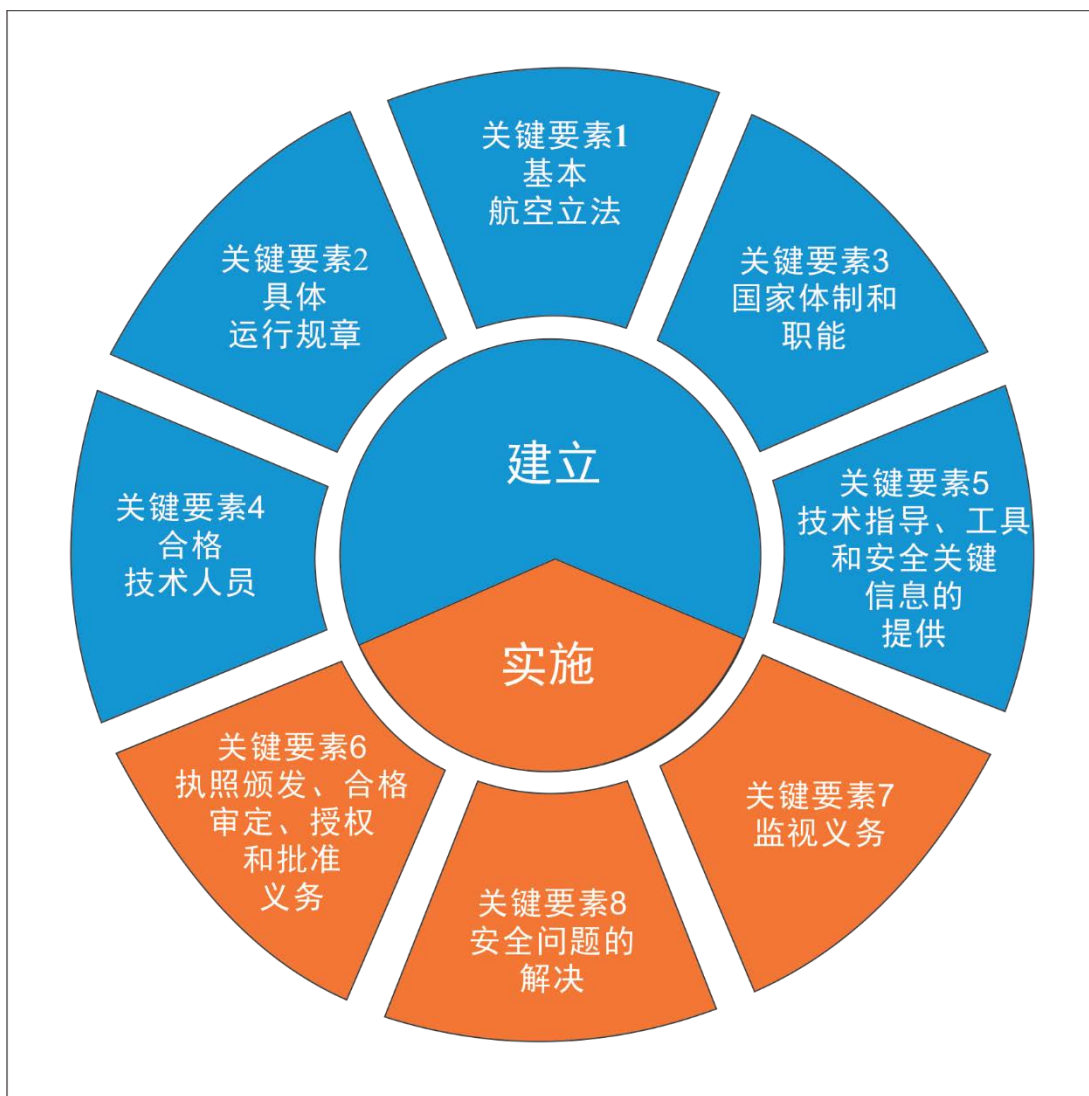 关键要素1
基本
航空立法
关键要素2
具体
运行规章
关键要素3
国家体制和
职能
关键要素4
合格
技术人员
关键要素5
技术指导、工具
和安全关键
信息的
提供
建立
实施
关键要素6
执照颁发、合格
审定、授权
和批准
义务
关键要素7
监视义务
关键要素8
安全问题的
解决